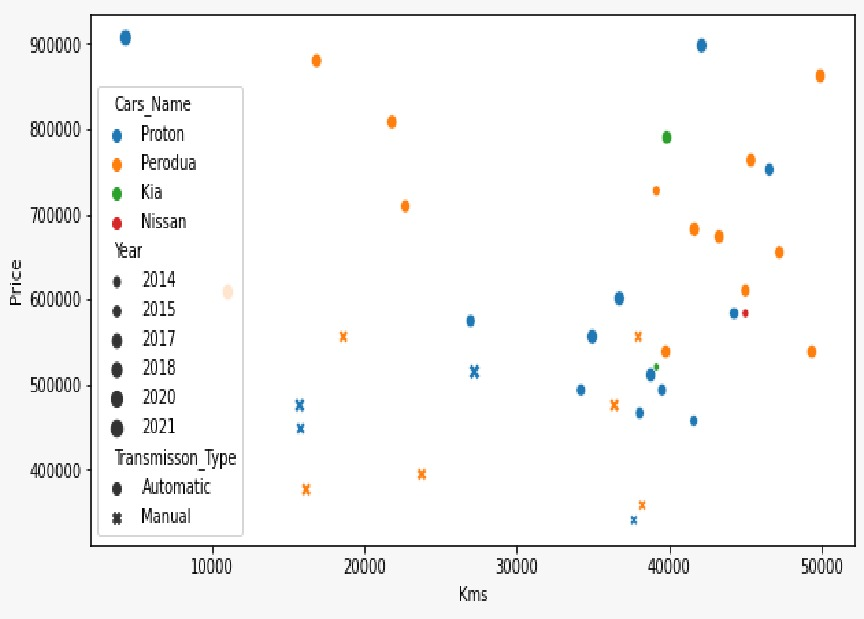 900000
800000
700000
600000
500000
400000
Price
Cars_Name
Proton
Perodua
Kia
Nissan
Year
2014
2015
2017
2018
2020
2021
Transmisson_Type
Automatic
Manual
10000 20000 30000 40000 50000
Kms